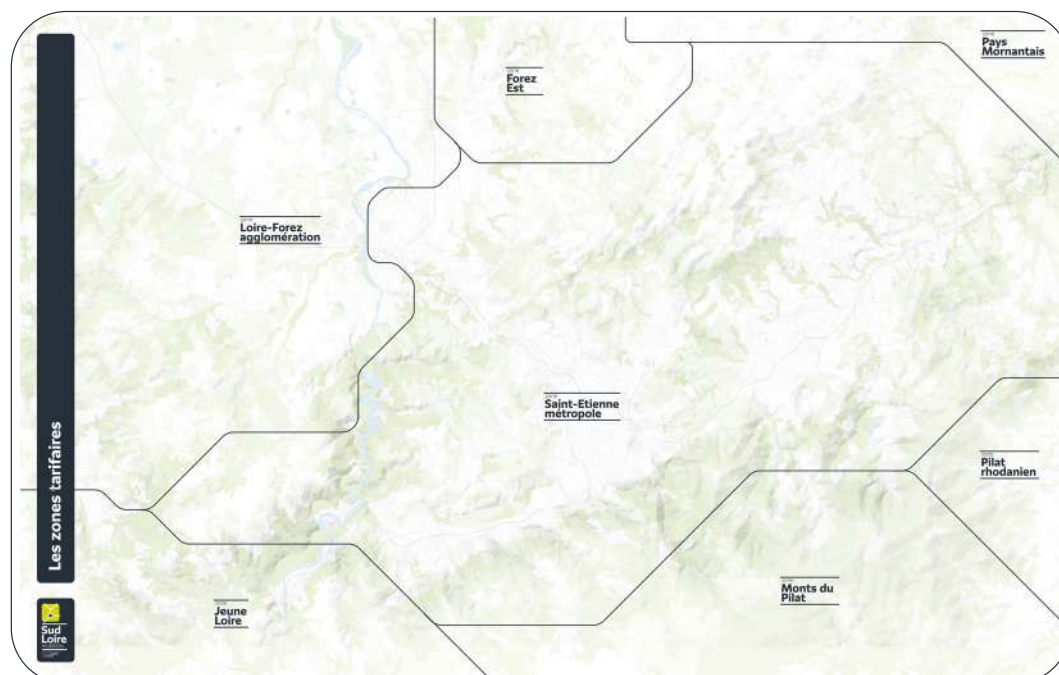 Les zones tarifaires
Sud
Loire
Forez
Est
Pays
Mornantais
Loire-Forez
agglomération
Saint-Etienne
métropole
Pilat
rhodanien
Monts du
Pilat
Jeune
Loire